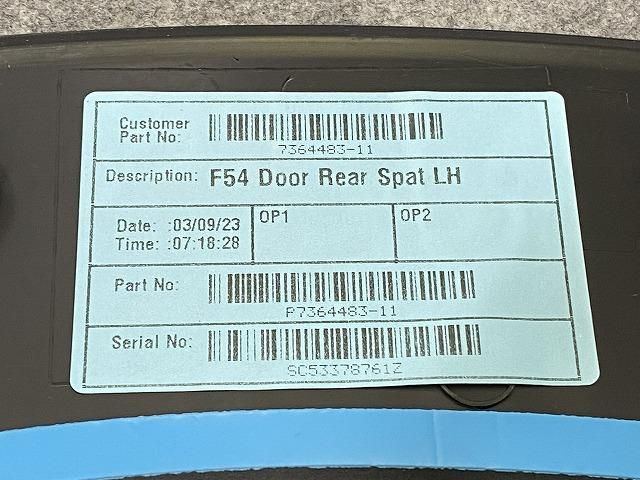 Customer
Part No:
7364483-11
Description: F54 Door Rear Spat LH
Date: :03/09/23
Time: :07:18:28
OP1
OP2
Part No:
P7364483-11
Serial No:
SC53378761Z